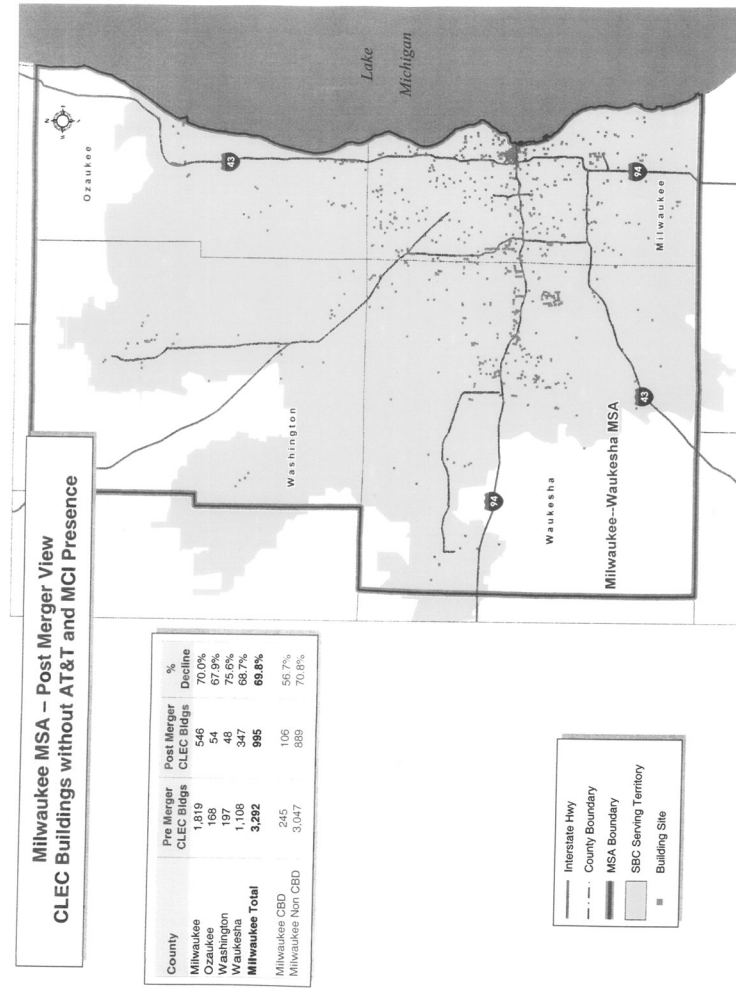 Milwaukee MSA – Post Merger View
CLEC Buildings without AT&T and MCI Presence
County Pre Merger CLEC Bldgs Post Merger CLEC Bldgs % Decline
Milwaukee 1,819 546 70.0%
Ozaukee 168 54 67.9%
Washington 197 48 75.6%
Waukesha 1,108 347 68.7%
Milwaukee Total 3,292 995 69.8%
Milwaukee CBD 245 106 56.7%
Milwaukee Non CBD 3,047 889 70.8%
Interstate Hwy
County Boundary
MSA Boundary
SBC Serving Territory
Building Site
Ozaukee
Lake
Michigan
43
Washington
94
Waukesha
Milwaukee--Waukesha MSA
43
Milwaukee
94
N